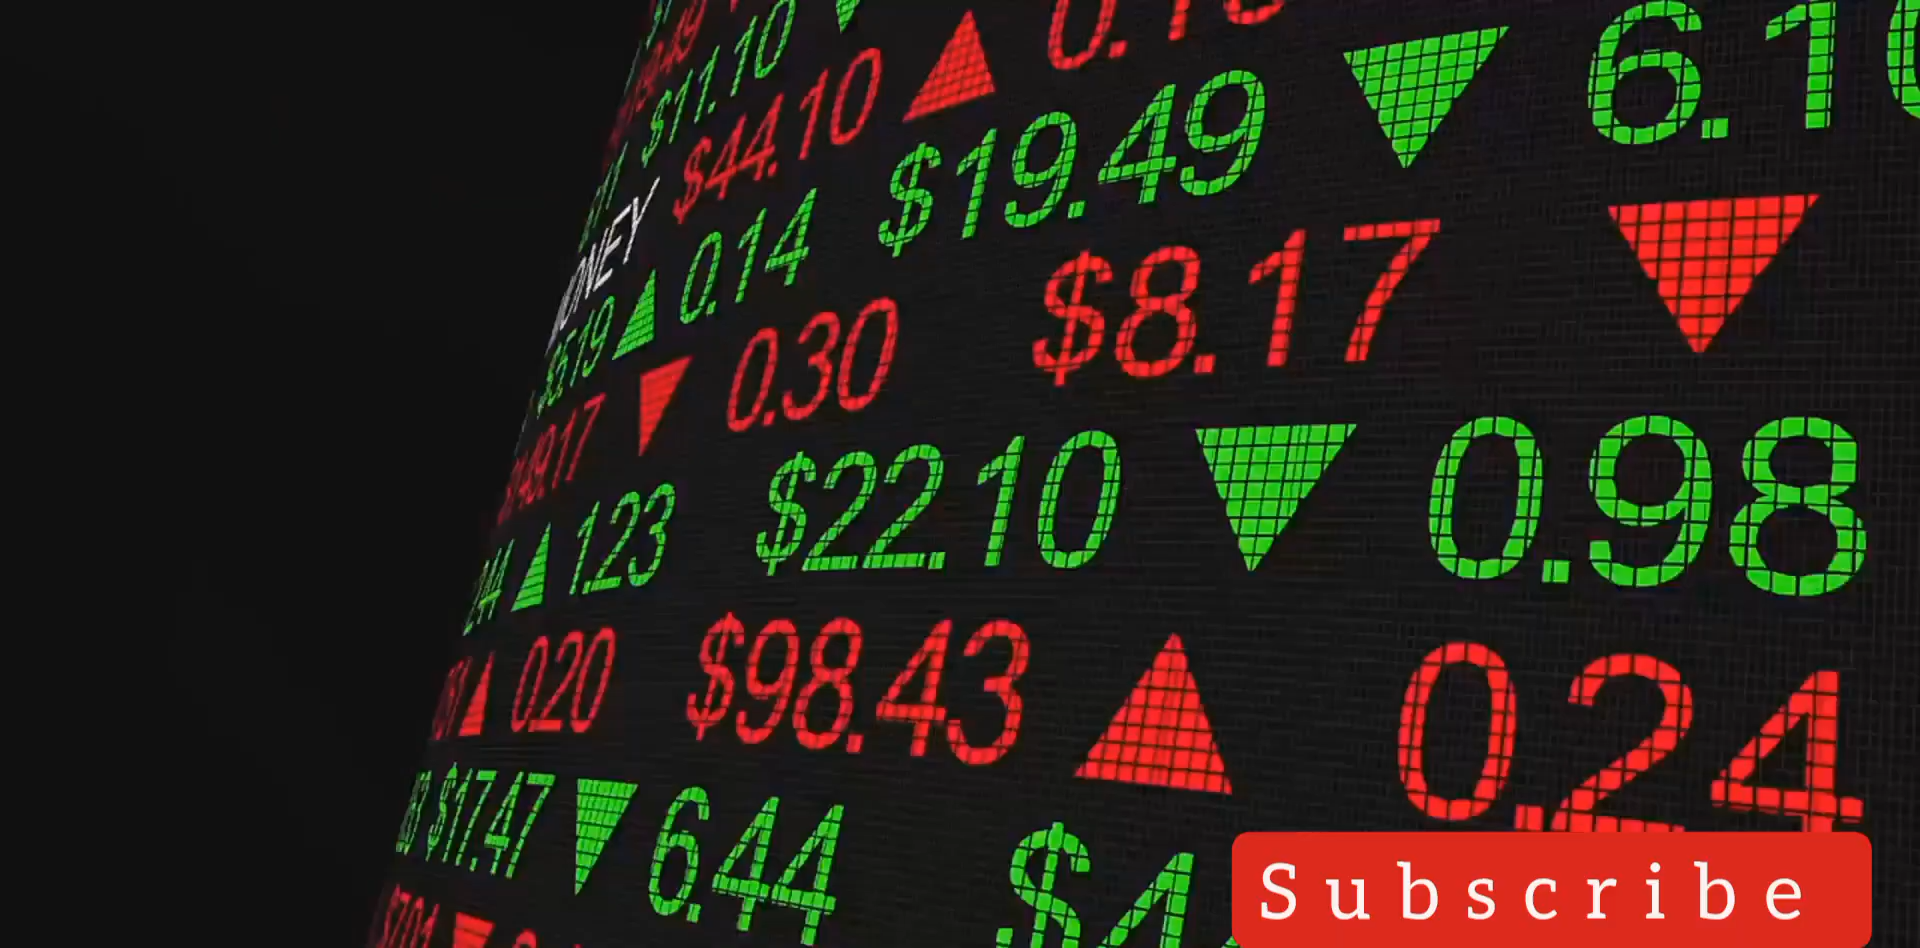 $11.10
$44.10 ▲ 0.10
MONEY
0.14 $19.49 ▼ 6.10
▼ 0.30 $8.17 ▼
▲ 1.23 $22.10 ▼ 0.98
▲ 0.20 $98.43 ▲ 0.24
$17.47 ▼ 6.44 $4
Subscribe